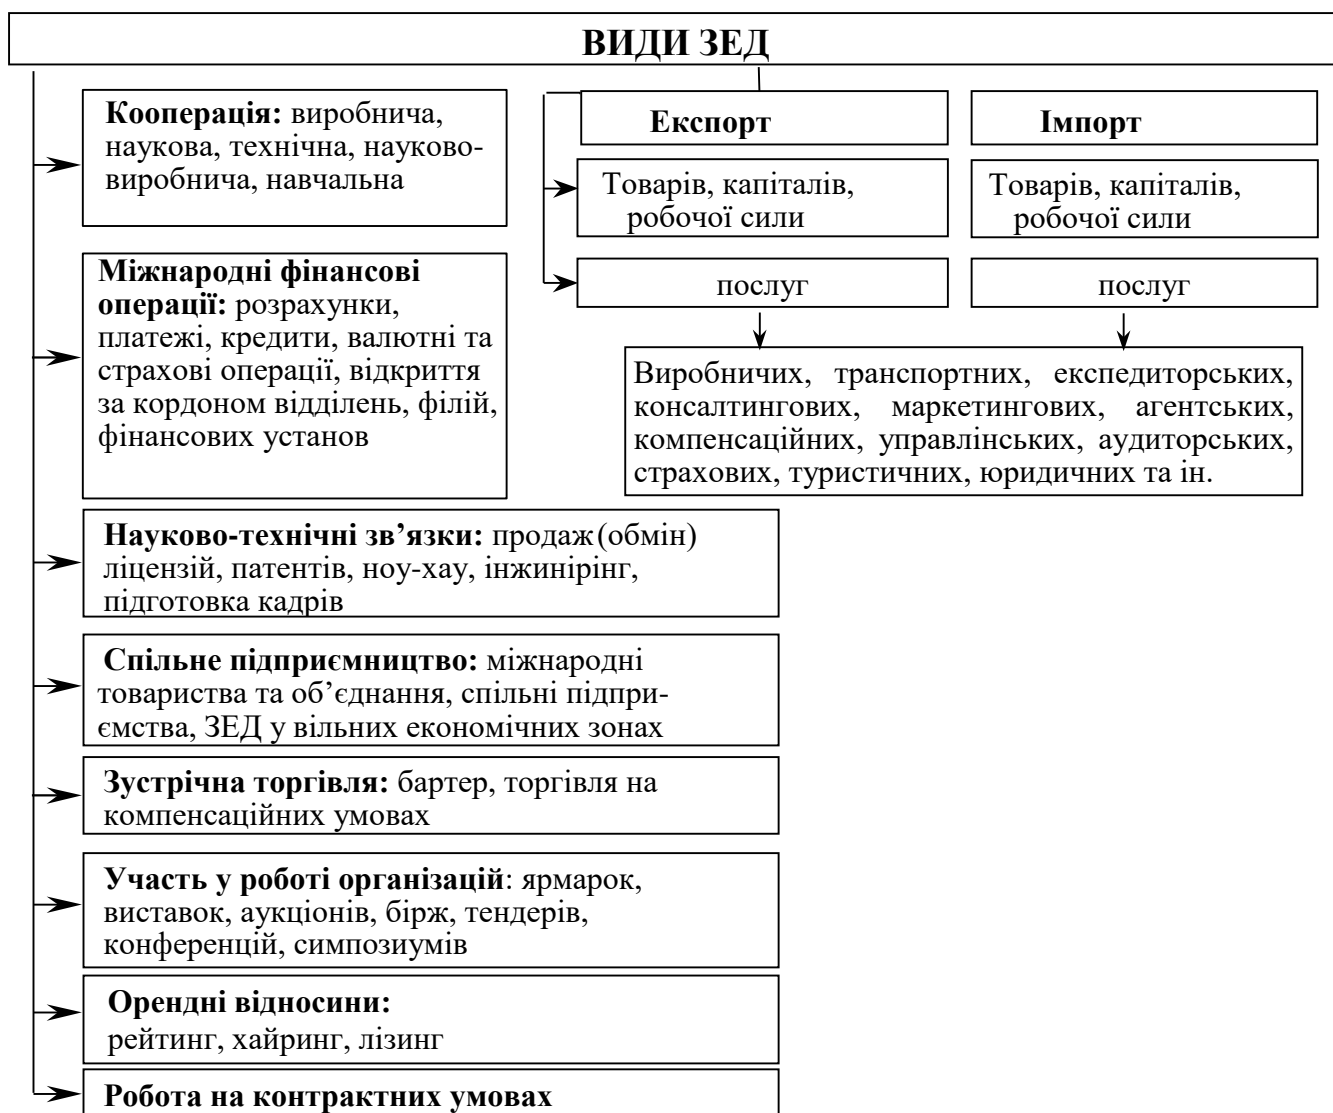 ВИДИ ЗЕД
Кооперація: виробнича,
наукова, технічна, науково-
виробнича, навчальна
Експорт
Імпорт
Товарів, капіталів,
робочої сили
Товарів, капіталів,
робочої сили
послуг
послуг
Виробничих, транспортних, експедиторських,
консалтингових, маркетингових, агентських,
компенсаційних, управлінських, аудиторських,
страхових, туристичних, юридичних та ін.
Міжнародні фінансові
операції: розрахунки,
платежі, кредити, валютні та
страхові операції, відкриття
за кордоном відділень, філій,
фінансових установ
Науково-технічні зв’язки: продаж (обмін)
ліцензій, патентів, ноу-хау, інжинірінг,
підготовка кадрів
Спільне підприємництво: міжнародні
товариства та об’єднання, спільні підпри-
ємства, ЗЕД у вільних економічних зонах
Зустрічна торгівля: бартер, торгівля на
компенсаційних умовах
Участь у роботі організацій: ярмарок,
виставок, аукціонів, бірж, тендерів,
конференцій, симпозиумів
Орендні відносини:
рейтинг, хайринг, лізинг
Робота на контрактних умовах